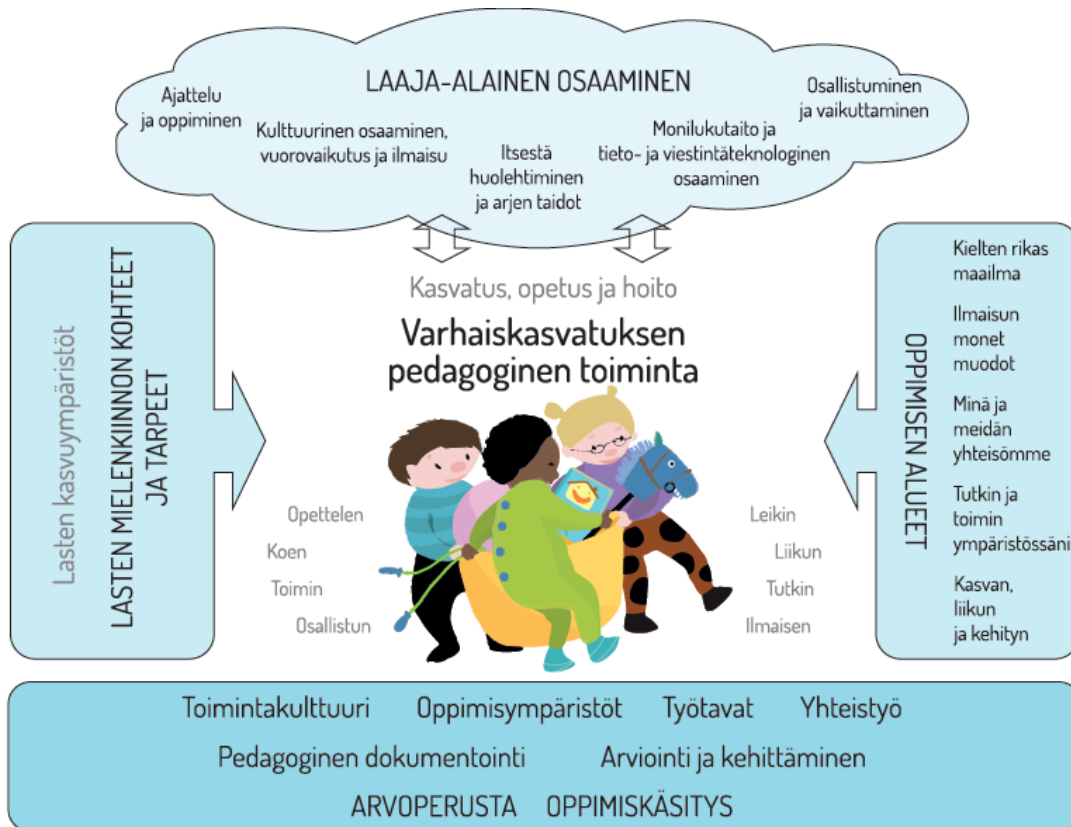 LAAJA-ALAINEN OSAAMINEN
Ajattelu
ja oppiminen
Kulttuurinen osaaminen,
vuorovaikutus ja ilmaisu
Itsestä
huolehtiminen
ja arjen taidot
Monilukutaito ja
tieto- ja viestintäteknologinen
osaaminen
Osallistuminen
ja vaikuttaminen
Lasten kasvuympäristöt
LASTEN MIELENKIINNON KOHTEET
JA TARPEET
Kasvatus, opetus ja hoito
Varhaiskasvatuksen
pedagoginen toiminta
Opettelen
Koen
Toimin
Osallistun
Leikin
Liikun
Tutkin
Ilmaisen
OPPIMISEN ALUEET
Kielten rikas
maailma
Ilmaisun
monet
muodot
Minä ja
meidän
yhteisömme
Tutkin ja
toimin
ympäristössäni
Kasvan,
liikun
ja kehityn
Toimintakulttuuri Oppimisympäristöt Työtavat Yhteistyö
Pedagoginen dokumentointi Arviointi ja kehittäminen
ARVOPERUSTA OPPIMISKÄSITYS